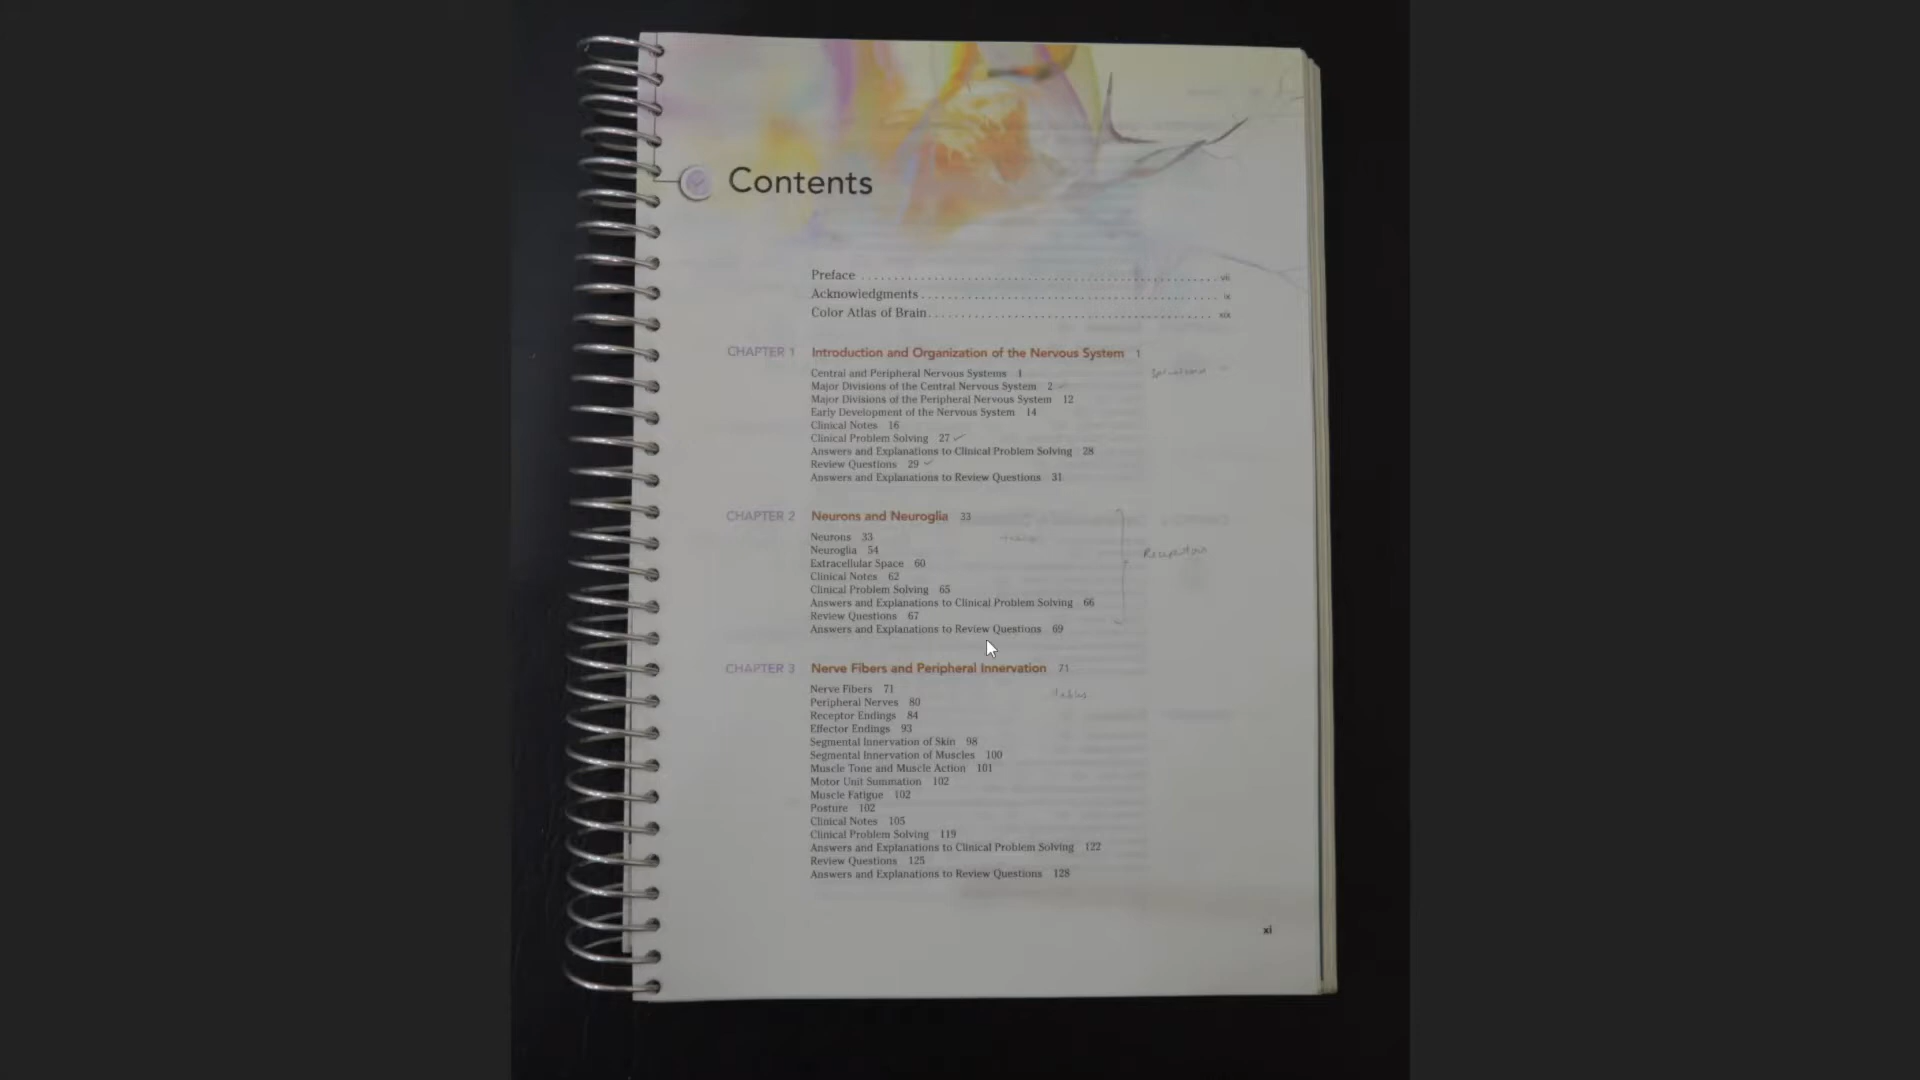 Contents
Preface . . . . . . . . . . . . . . . . . . . . . . . . . . . . . . . . . . . . . . . . . . . . . . . . . . . . . vii
Acknowledgments . . . . . . . . . . . . . . . . . . . . . . . . . . . . . . . . . . . . . . . . . . . . ix
Color Atlas of Brain. . . . . . . . . . . . . . . . . . . . . . . . . . . . . . . . . . . . . . . . . . . xix
CHAPTER 1 Introduction and Organization of the Nervous System 1
Central and Peripheral Nervous Systems 1
Major Divisions of the Central Nervous System 2
Major Divisions of the Peripheral Nervous System 12
Early Development of the Nervous System 14
Clinical Notes 16
Clinical Problem Solving 27
Answers and Explanations to Clinical Problem Solving 28
Review Questions 29
Answers and Explanations to Review Questions 31
CHAPTER 2 Neurons and Neuroglia 33
Neurons 33
Neuroglia 54
Extracellular Space 60
Clinical Notes 62
Clinical Problem Solving 65
Answers and Explanations to Clinical Problem Solving 66
Review Questions 67
Answers and Explanations to Review Questions 69
CHAPTER 3 Nerve Fibers and Peripheral Innervation 71
Nerve Fibers 71
Peripheral Nerves 80
Receptor Endings 84
Effector Endings 93
Segmental Innervation of Skin 98
Segmental Innervation of Muscles 100
Muscle Tone and Muscle Action 101
Motor Unit Summation 102
Muscle Fatigue 102
Posture 102
Clinical Notes 105
Clinical Problem Solving 119
Answers and Explanations to Clinical Problem Solving 122
Review Questions 125
Answers and Explanations to Review Questions 128
xi